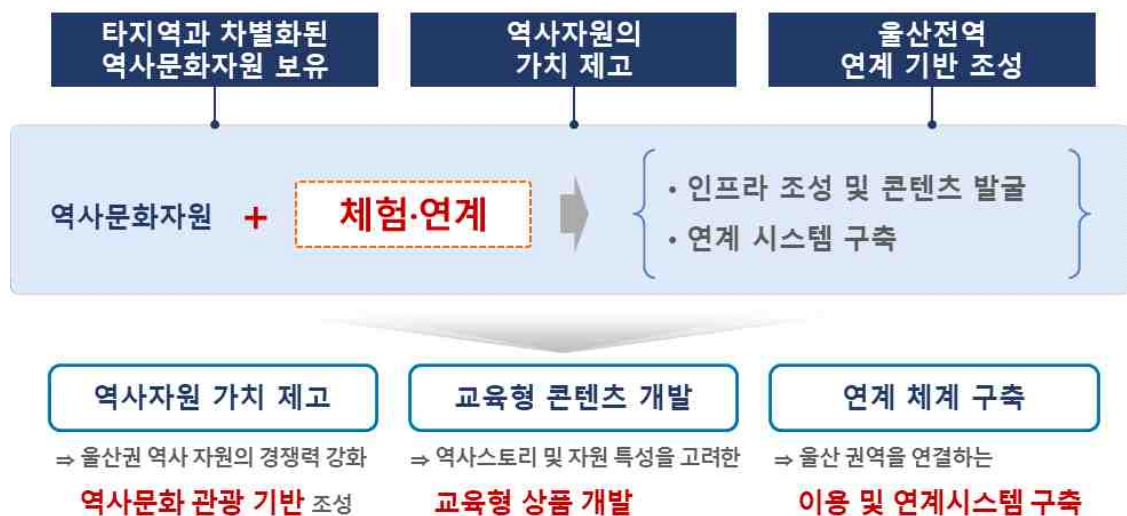 타지역과 차별화된
역사문화자원 보유
역사자원의
가치 제고
울산전역
연계 기반 조성
역사문화자원 + 체험·연계
• 인프라 조성 및 콘텐츠 발굴
• 연계 시스템 구축
역사자원 가치 제고
⇒ 울산권 역사 자원의 경쟁력 강화
역사문화 관광 기반 조성
교육형 콘텐츠 개발
⇒ 역사스토리 및 자원 특성을 고려한
교육형 상품 개발
연계 체계 구축
⇒ 울산 권역을 연결하는
이용 및 연계시스템 구축